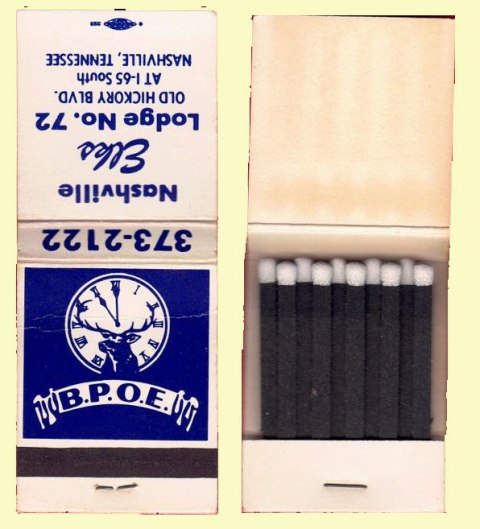 373-2122
Nashville
Elks
Lodge No. 72
OLD HICKORY BLVD.
AT I-65 South
NASHVILLE, TENNESSEE
B.P.O.E.